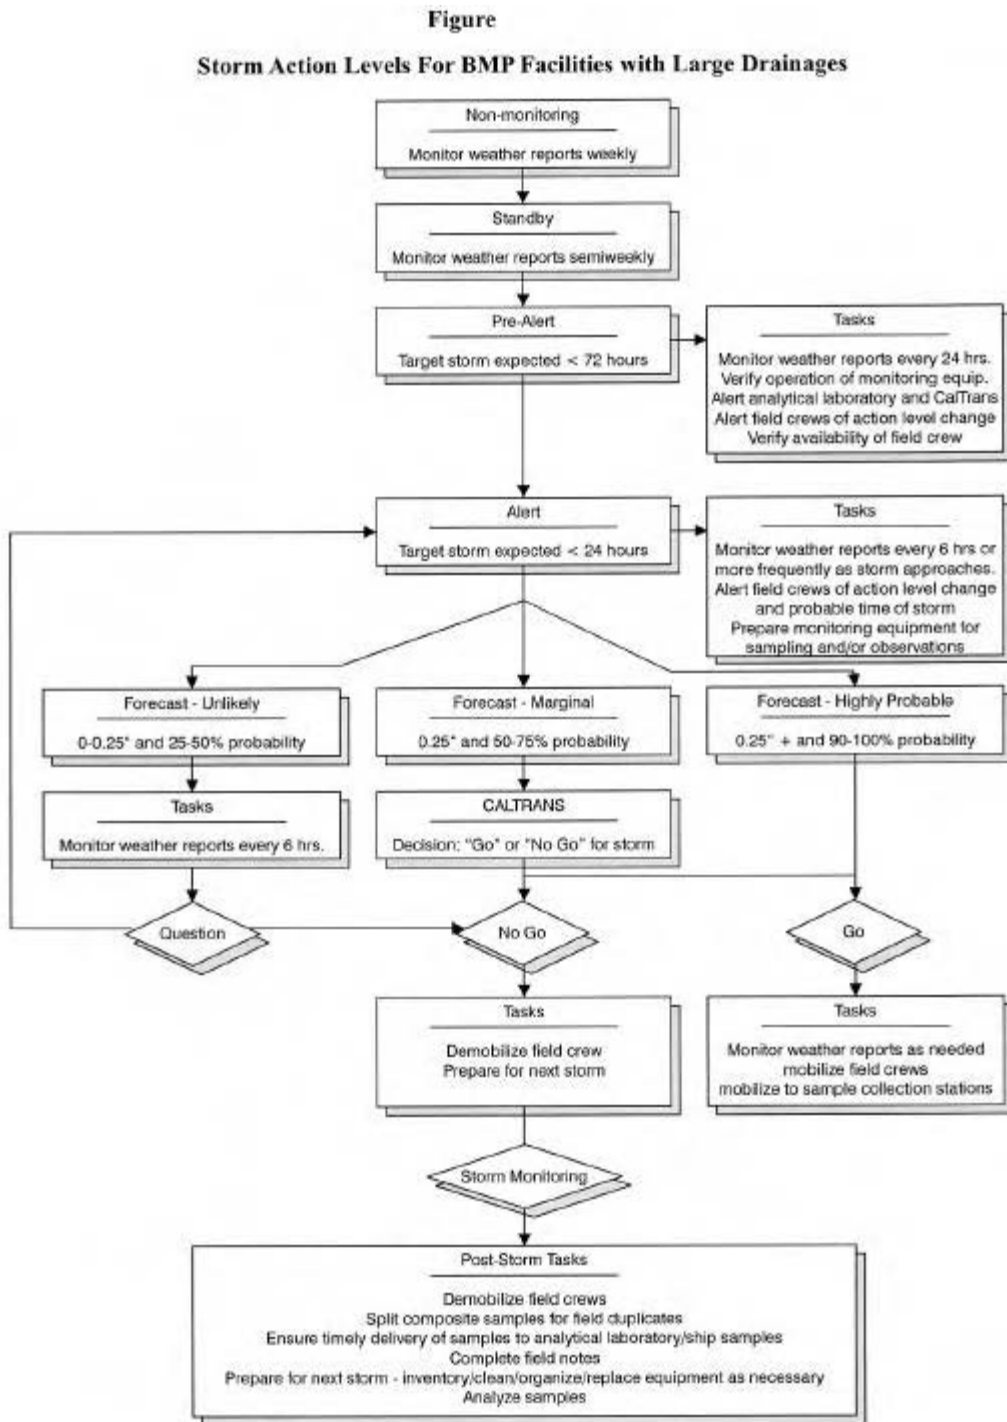 Figure
Storm Action Levels For BMP Facilities with Large Drainages
Non-monitoring
Monitor weather reports weekly
Standby
Monitor weather reports semiweekly
Pre-Alert
Target storm expected < 72 hours
Tasks
Monitor weather reports every 24 hrs.
Verify operation of monitoring equip.
Alert analytical laboratory and CalTrans
Alert field crews of action level change
Verify availability of field crew
Alert
Target storm expected < 24 hours
Tasks
Monitor weather reports every 6 hrs or
more frequently as storm approaches.
Alert field crews of action level change
and probable time of storm
Prepare monitoring equipment for
sampling and/or observations
Forecast - Unlikely
0-0.25" and 25-50% probability
Forecast - Marginal
0.25" and 50-75% probability
Forecast - Highly Probable
0.25" + and 90-100% probability
Tasks
Monitor weather reports every 6 hrs.
CALTRANS
Decision: "Go" or "No Go" for storm
Question
No Go
Go
Tasks
Demobilize field crew
Prepare for next storm
Tasks
Monitor weather reports as needed
mobilize field crews
mobilize to sample collection stations
Storm Monitoring
Post-Storm Tasks
Demobilize field crews
Split composite samples for field duplicates
Ensure timely delivery of samples to analytical laboratory/ship samples
Complete field notes
Prepare for next storm - inventory/clean/organize/replace equipment as necessary
Analyze samples